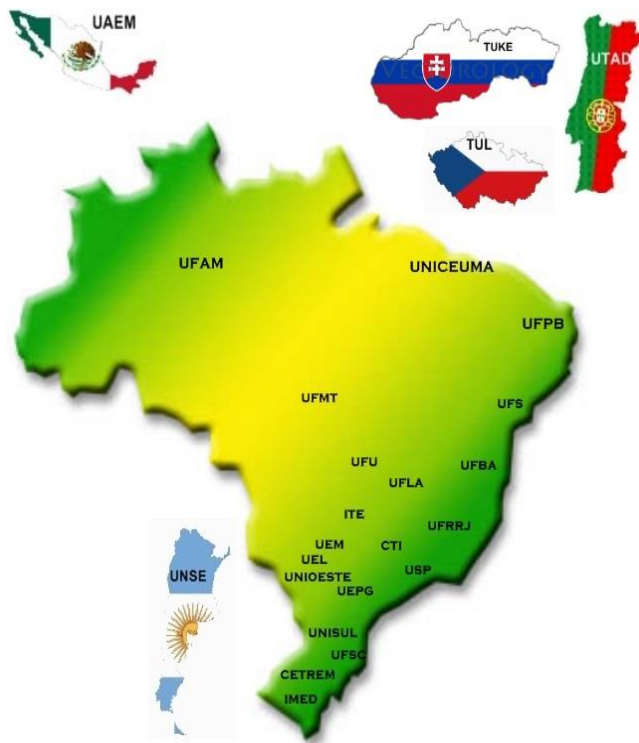 UAEM
TUKE
VECTOROLOGY
UTAD
TUL
UFAM
UNICEUMA
UFPB
UFMT
UFS
UFU
UFBA
UFLA
ITE
UFRRJ
UEM
CTI
UEL
USP
UNSE
UNIOESTE
UEPG
UNISUL
UFSC
CETREM
IMED